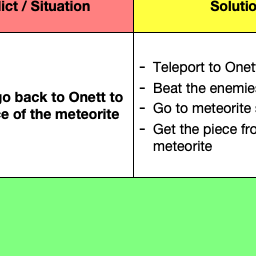 ict / Situation
Solutio
go back to Onett to
e of the meteorite
- Teleport to Onet
- Beat the enemies
- Go to meteorite
- Get the piece fro
meteorite